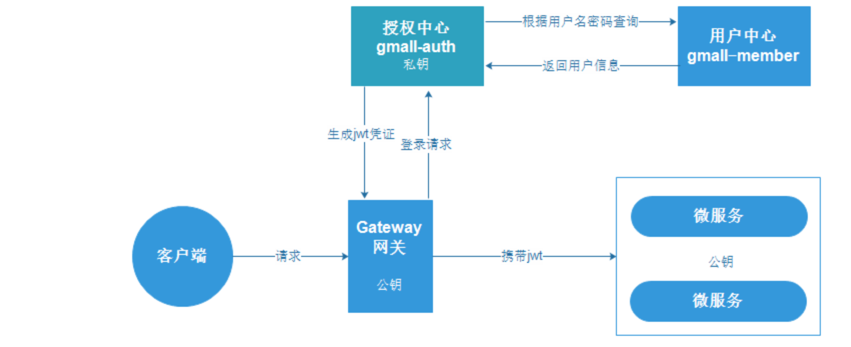 授权中心
gmall-auth
私钥
根据用户名密码查询
返回用户信息
用户中心
gmall-member
生成jwt凭证
登录请求
客户端
请求
Gateway
网关
公钥
携带jwt
微服务
公钥
微服务